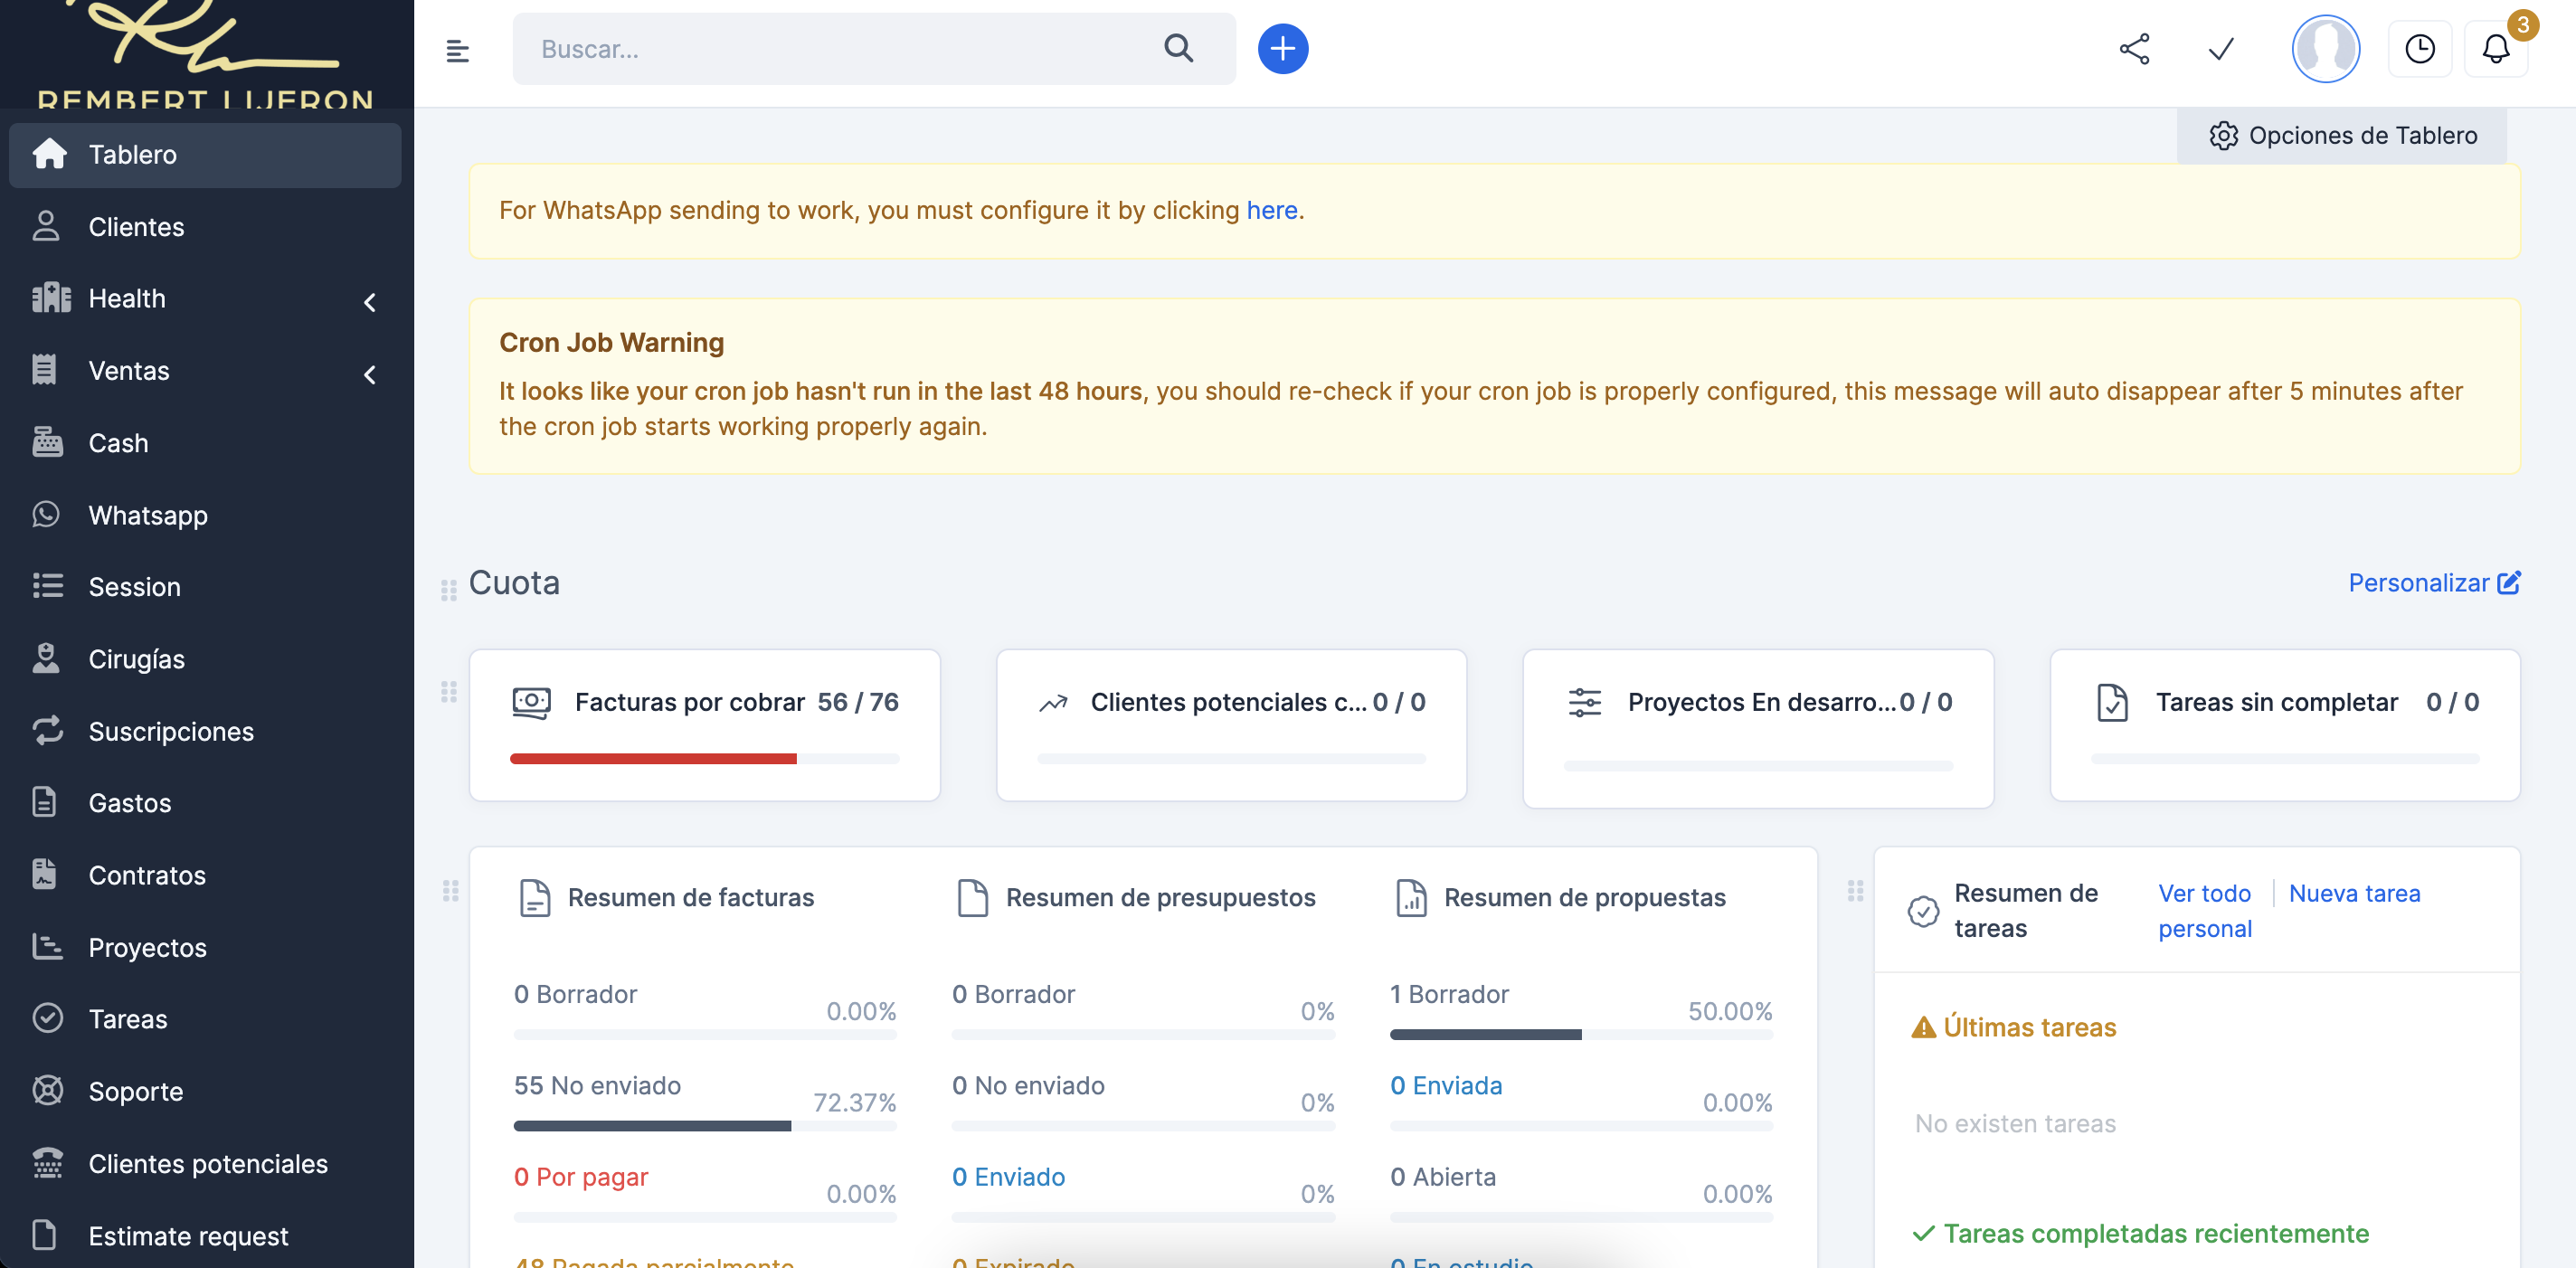 REMBERT LIJERON
Buscar...
3
Tablero
Clientes
Health
Ventas
Cash
Whatsapp
Session
Cirugías
Suscripciones
Gastos
Contratos
Proyectos
Tareas
Soporte
Clientes potenciales
Estimate request
Opciones de Tablero
For WhatsApp sending to work, you must configure it by clicking here.
Cron Job Warning
It looks like your cron job hasn't run in the last 48 hours, you should re-check if your cron job is properly configured, this message will auto disappear after 5 minutes after
the cron job starts working properly again.
Cuota
Personalizar
Facturas por cobrar 56 / 76
Clientes potenciales c... 0 / 0
Proyectos En desarro... 0 / 0
Tareas sin completar 0 / 0
Resumen de facturas
0 Borrador 0.00%
55 No enviado 72.37%
0 Por pagar 0.00%
48 Pagada parcialmente
Resumen de presupuestos
0 Borrador 0%
0 No enviado 0%
0 Enviado 0%
0 Expirado
Resumen de propuestas
1 Borrador 50.00%
0 Enviada 0.00%
0 Abierta 0.00%
0 En estudio
Resumen de
tareas
Ver todo
personal
Nueva tarea
Últimas tareas
No existen tareas
Tareas completadas recientemente